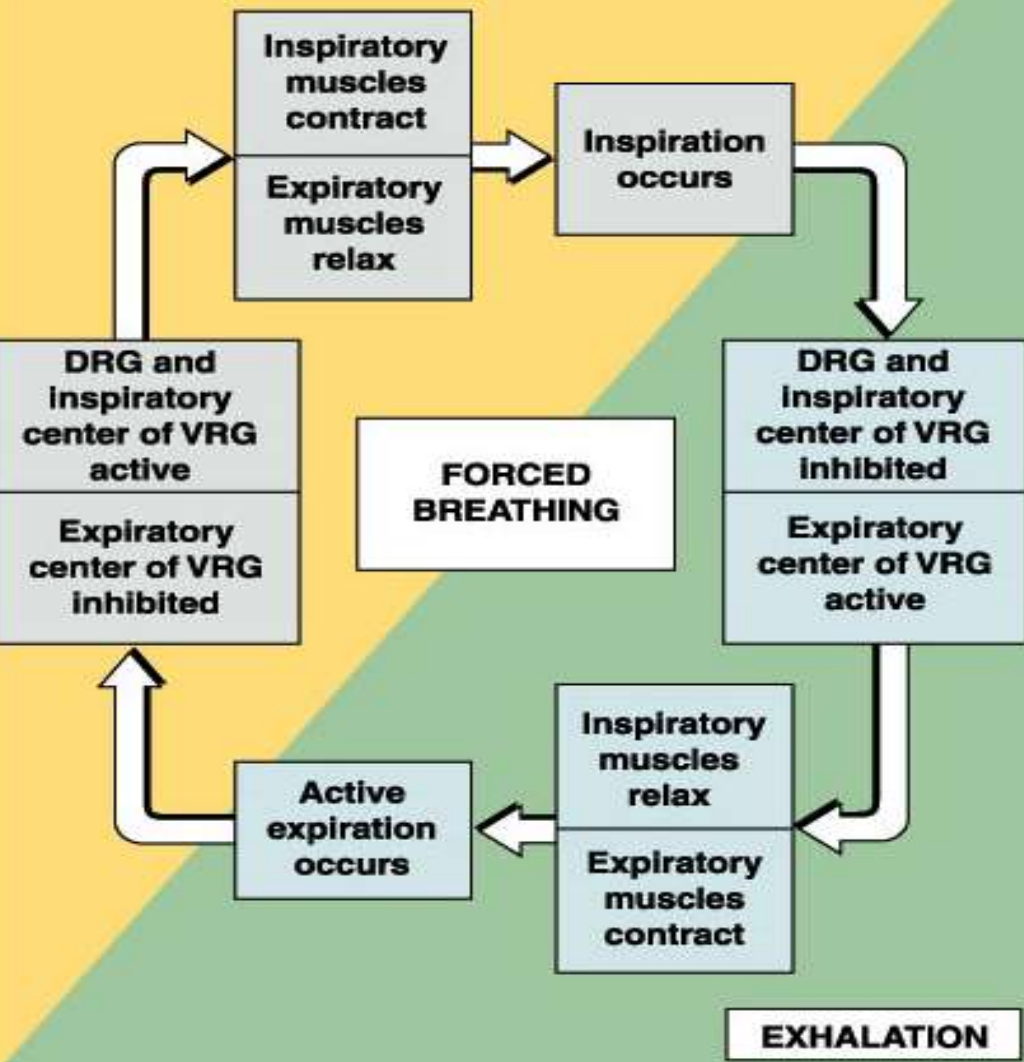 Inspiratory
muscles
contract
Expiratory
muscles
relax
Inspiration
occurs
DRG and
inspiratory
center of VRG
active
Expiratory
center of VRG
inhibited
FORCED
BREATHING
DRG and
inspiratory
center of VRG
inhibited
Expiratory
center of VRG
active
Inspiratory
muscles
relax
Expiratory
muscles
contract
Active
expiration
occurs
EXHALATION